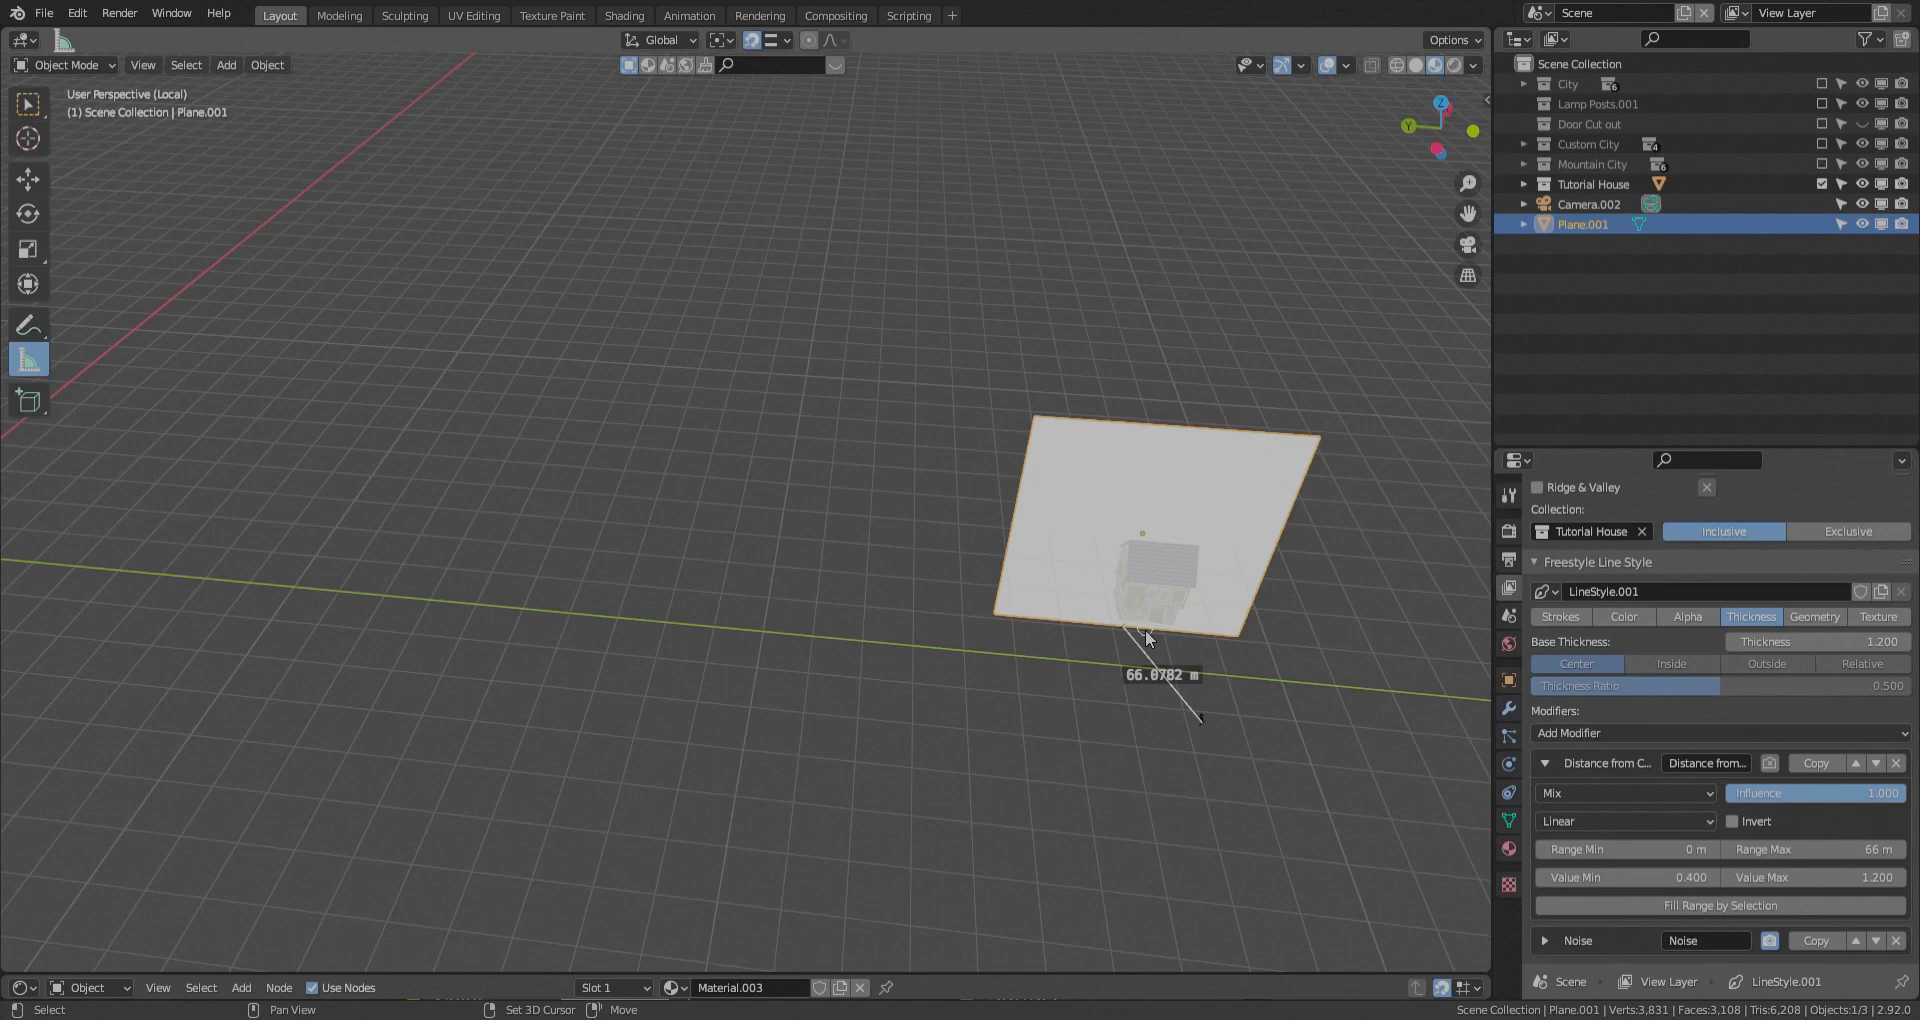 File Edit Render Window Help
Layout Modeling Sculpting UV Editing Texture Paint Shading Animation Rendering Compositing Scripting +
Scene
View Layer
Global
Options
Object Mode View Select Add Object
User Perspective (Local)
(1) Scene Collection | Plane.001
Z
Y
66.0782 m
Scene Collection
City 6
Lamp Posts.001
Door Cut out
Custom City 4
Mountain City 6
Tutorial House
Camera.002
Plane.001
Ridge & Valley
Collection:
Tutorial House Inclusive Exclusive
Freestyle Line Style
LineStyle.001
Strokes Color Alpha Thickness Geometry Texture
Base Thickness: Thickness 1.200
Center Inside Outside Relative
Thickness Ratio 0.500
Modifiers:
Add Modifier
Distance from C... Distance from... Copy
Mix Influence 1.000
Linear Invert
Range Min 0 m Range Max 66 m
Value Min 0.400 Value Max 1.200
Fill Range by Selection
Noise Noise Copy
Scene View Layer LineStyle.001
Object View Select Add Node Use Nodes Slot 1 Material.003
Select Pan View Set 3D Cursor Move
Scene Collection | Plane.001 | Verts:3,831 | Faces:3,108 | Tris:6,208 | Objects:1/3 | 2.92.0